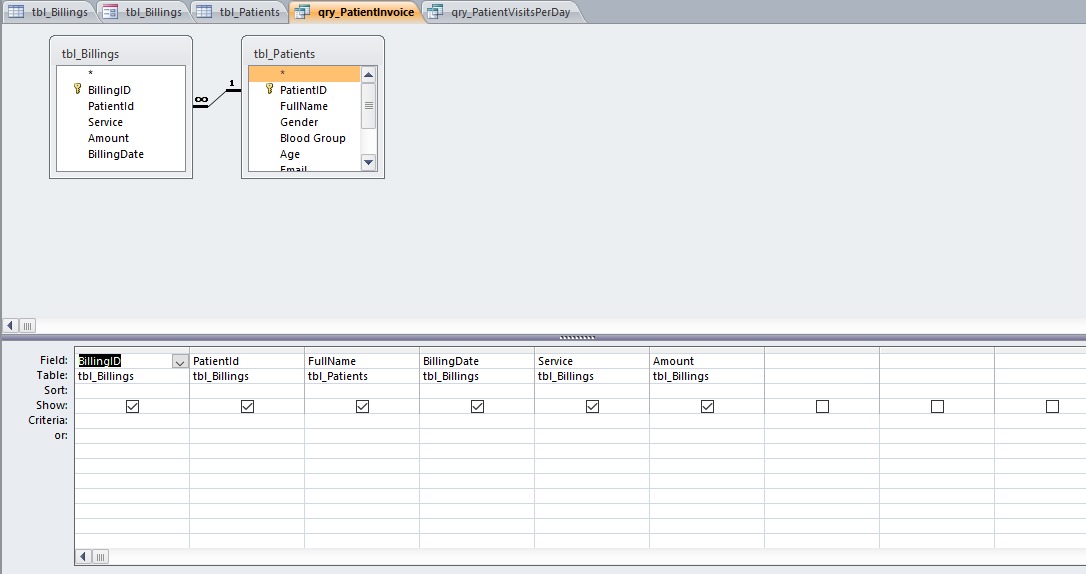 tbl_Billings tbl_Billings tbl_Patients qry_PatientInvoice qry_PatientVisitsPerDay
tbl_Billings
*
BillingID
PatientId
Service
Amount
BillingDate
∞ 1
tbl_Patients
*
PatientID
FullName
Gender
Blood Group
Age
Email
Field: BillingID PatientId FullName BillingDate Service Amount
Table: tbl_Billings tbl_Billings tbl_Patients tbl_Billings tbl_Billings tbl_Billings
Sort:
Show:
Criteria:
or: